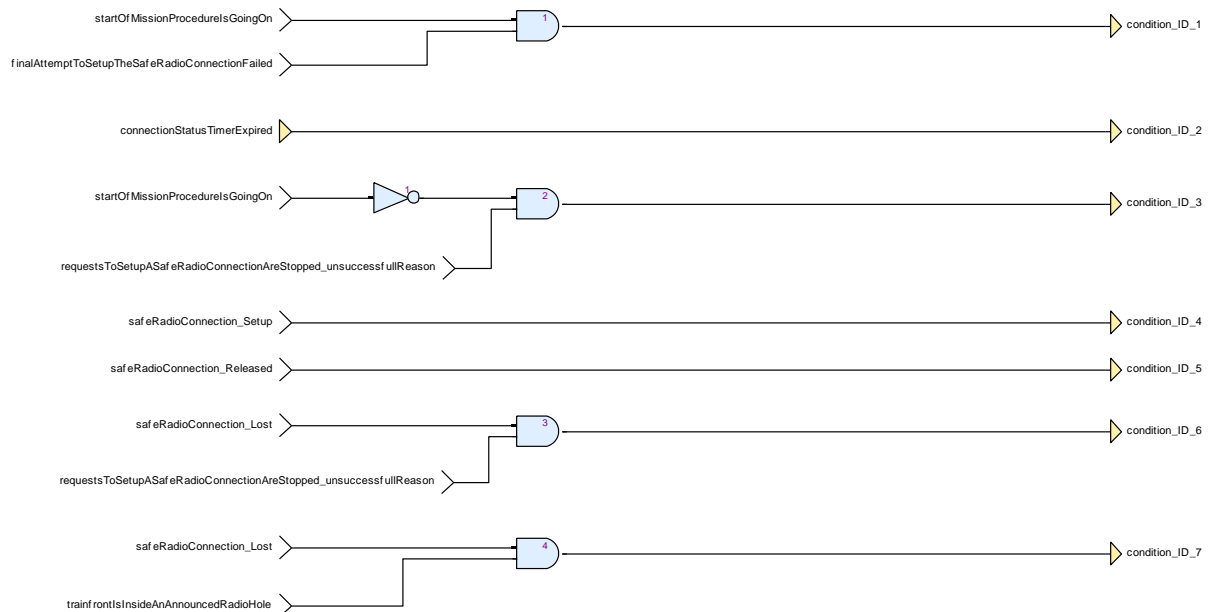 startOfMissionProcedureIsGoingOn
1
condition_ID_1
finalAttemptToSetupTheSafeRadioConnectionFailed
connectionStatusTimerExpired
condition_ID_2
startOfMissionProcedureIsGoingOn
1
2
condition_ID_3
requestsToSetupASafeRadioConnectionAreStopped_unsuccessfullReason
safeRadioConnection_Setup
condition_ID_4
safeRadioConnection_Released
condition_ID_5
safeRadioConnection_Lost
3
condition_ID_6
requestsToSetupASafeRadioConnectionAreStopped_unsuccessfullReason
safeRadioConnection_Lost
4
condition_ID_7
trainfrontIsInsideAnAnnouncedRadioHole